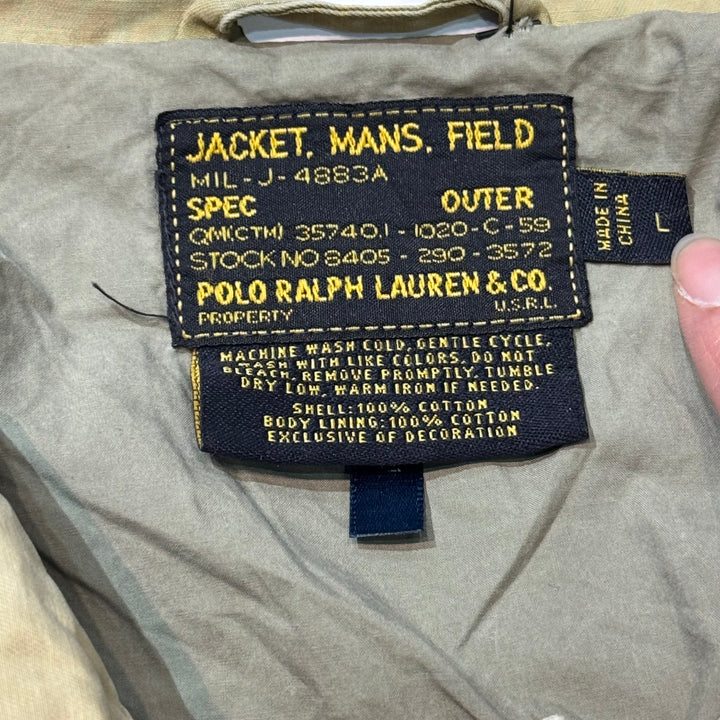 JACKET, MANS, FIELD
MIL-J-4883A
SPEC OUTER
QM(CTM) 35740.1-1020-C-59
STOCK NO 8405-290-3572
POLO RALPH LAUREN & CO.
PROPERTY U.S.R.L.
MADE IN
CHINA
L
MACHINE WASH COLD, GENTLE CYCLE,
WASH WITH LIKE COLORS. DO NOT
BLEACH, REMOVE PROMPTLY, TUMBLE
DRY LOW, WARM IRON IF NEEDED.
SHELL:100% COTTON
BODY LINING:100% COTTON
EXCLUSIVE OF DECORATION